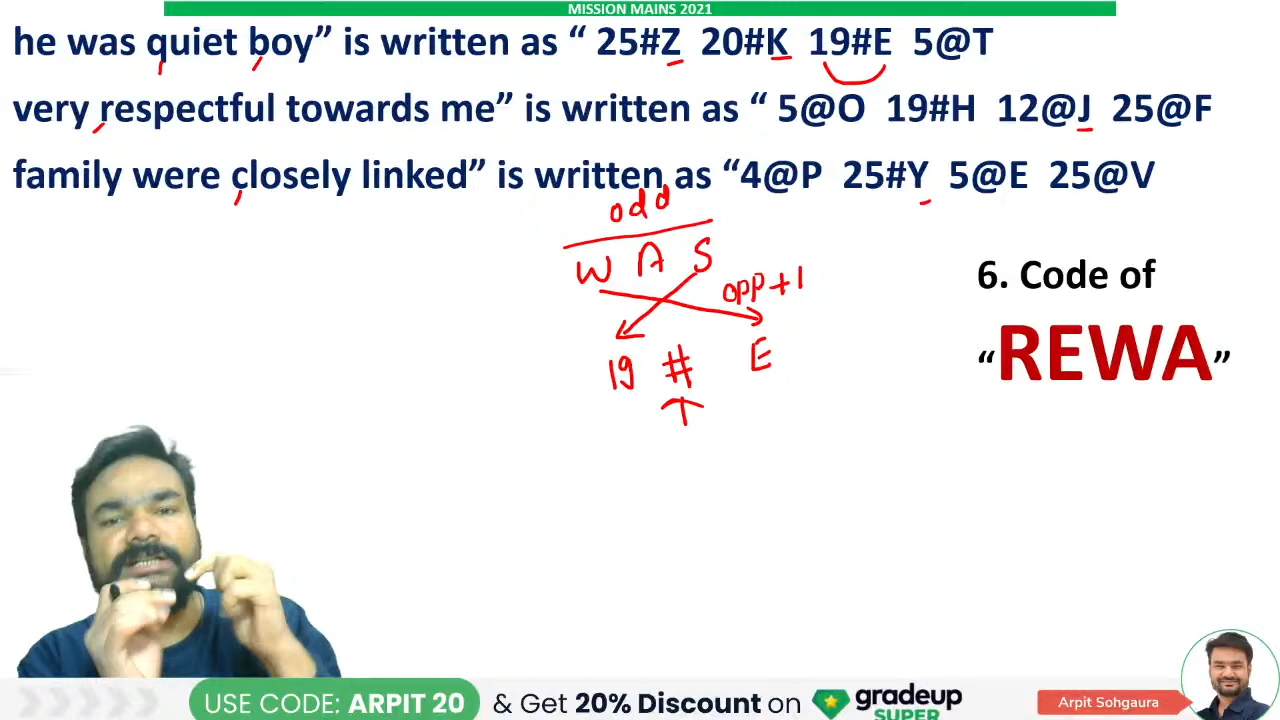 MISSION MAINS 2021
he was quiet boy” is written as “ 25#Z 20#K 19#E 5@T
very respectful towards me” is written as “ 5@O 19#H 12@J 25@F
family were closely linked” is written as “4@P 25#Y 5@E 25@V
odd
W A S
opp+1
19 # E
6. Code of
“REWA”
USE CODE: ARPIT 20 & Get 20% Discount on gradeup SUPER
Arpit Sohgaura